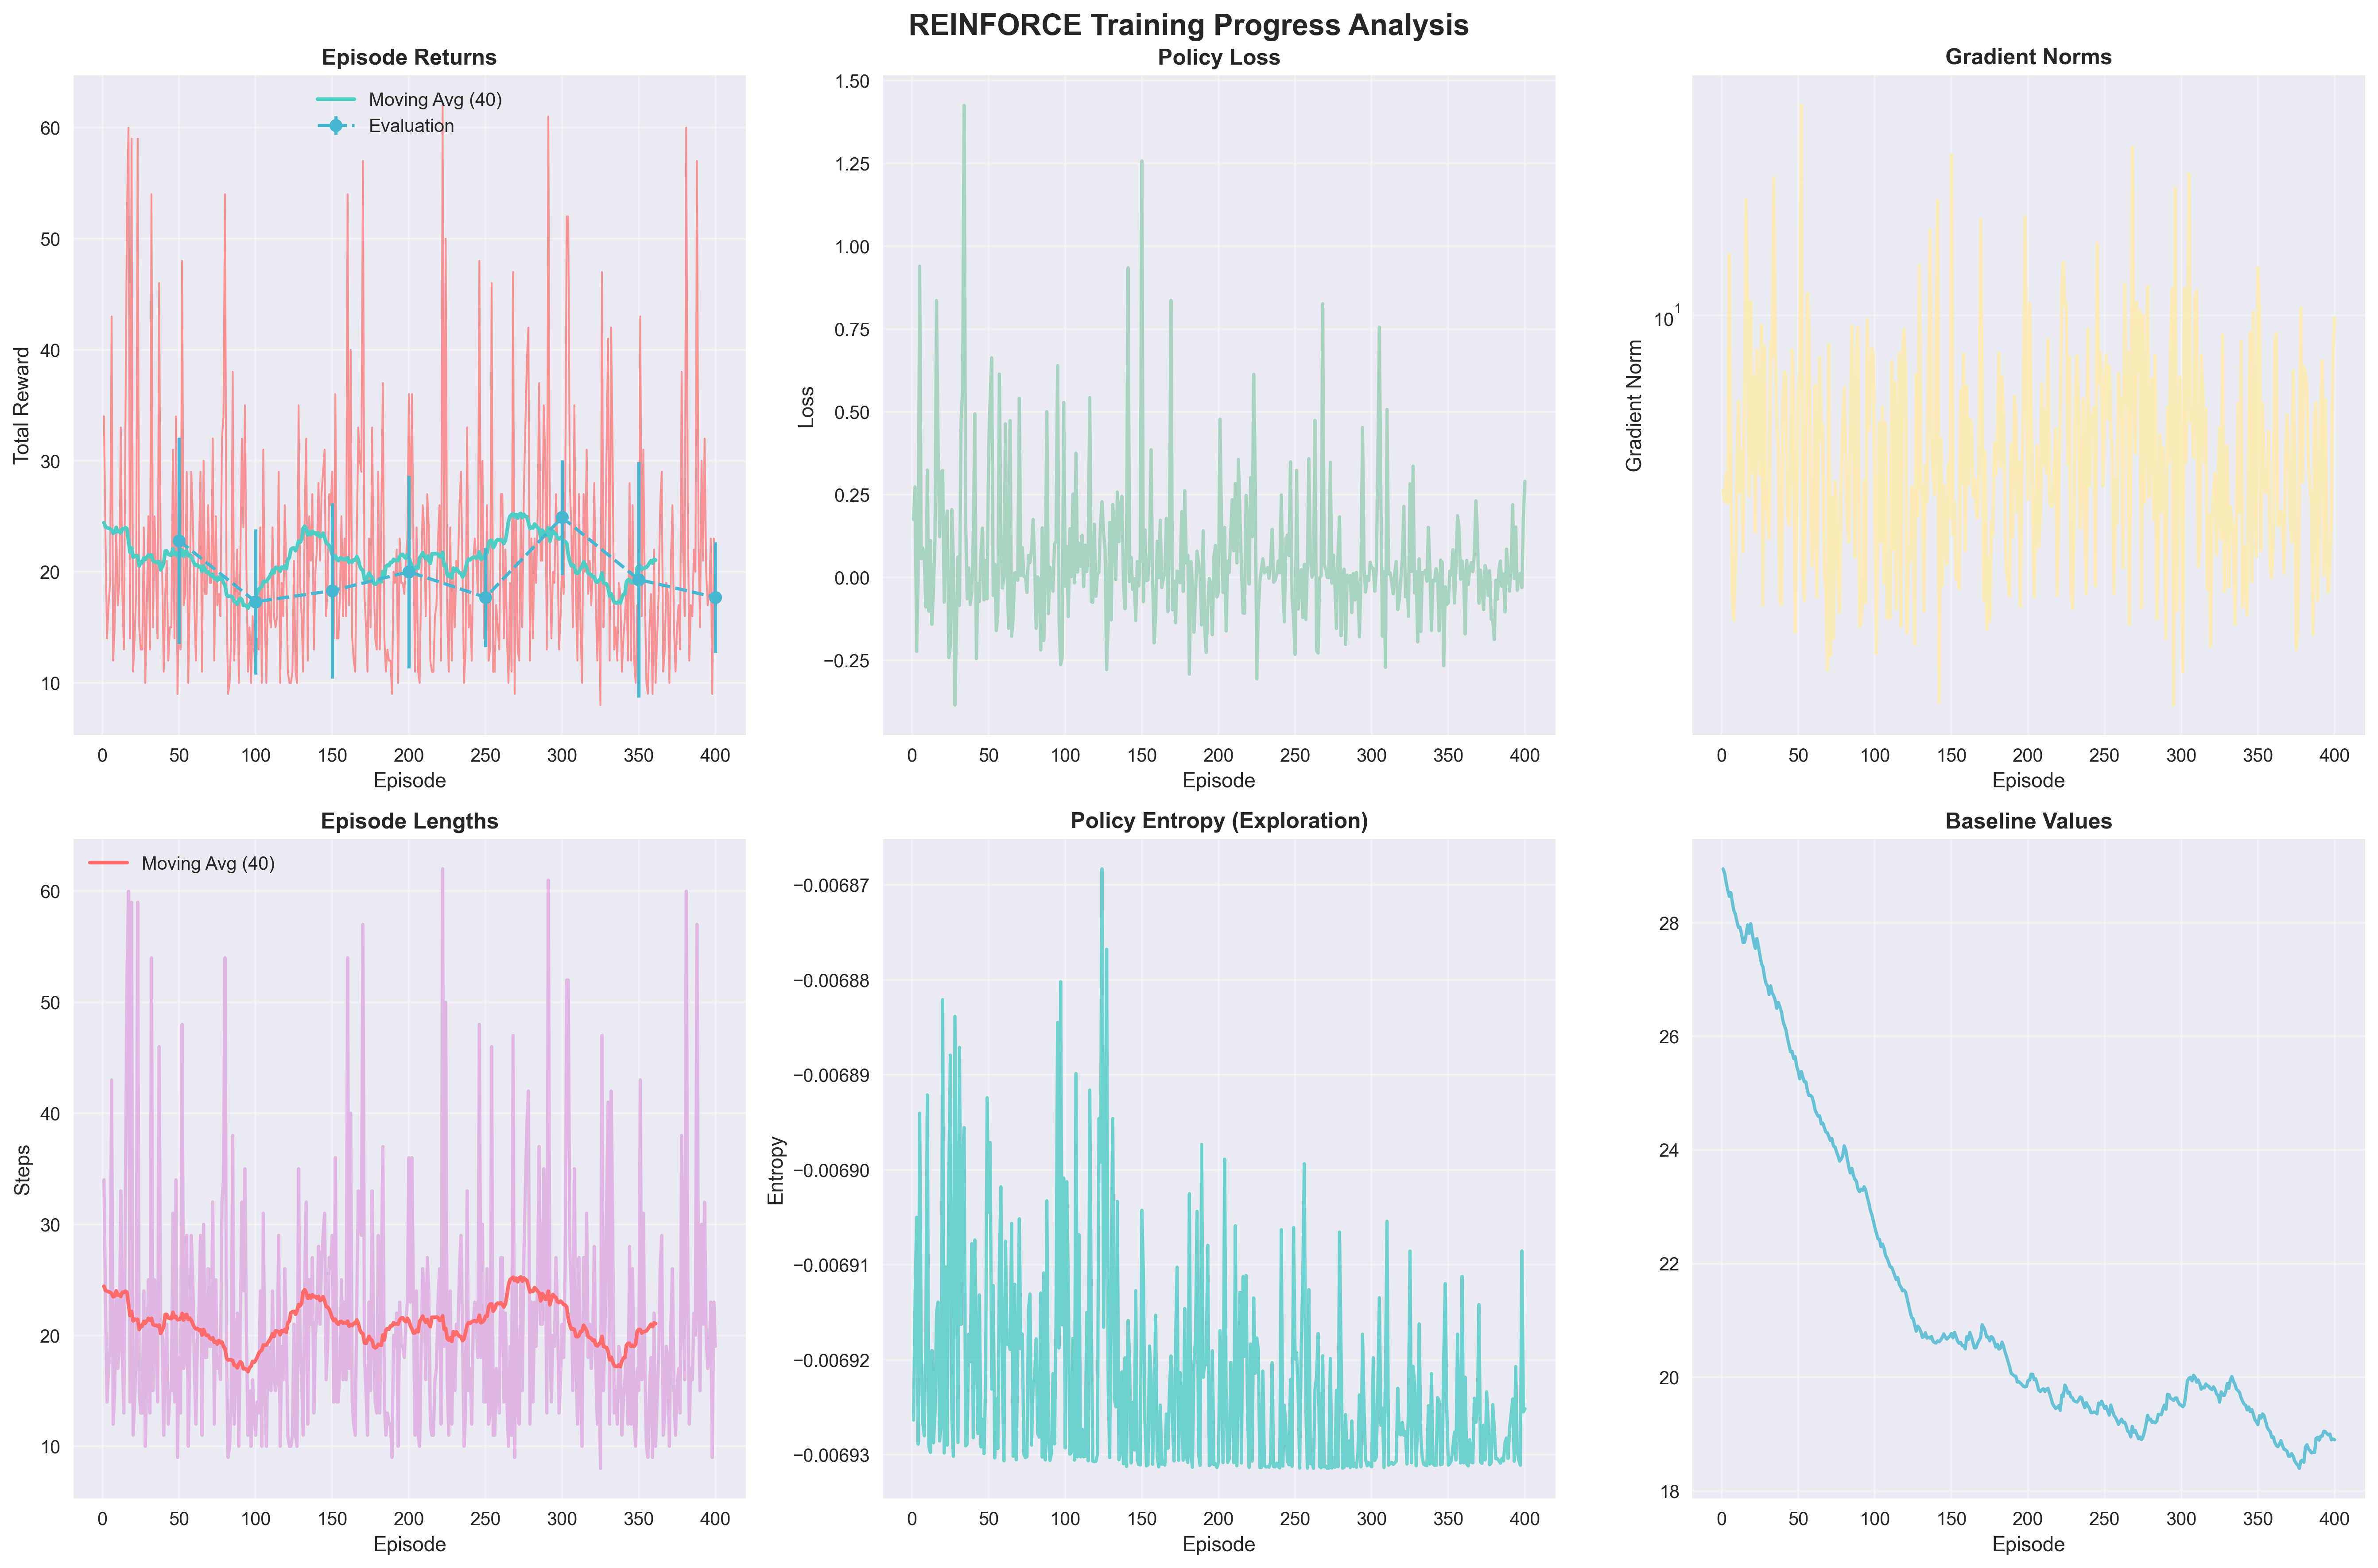 REINFORCE Training Progress Analysis
Episode Returns
Moving Avg (40)
Evaluation
60
50
40
30
20
10
Total Reward
0 50 100 150 200 250 300 350 400
Episode
Policy Loss
1.50
1.25
1.00
0.75
0.50
0.25
0.00
−0.25
Loss
0 50 100 150 200 250 300 350 400
Episode
Gradient Norms
10¹
Gradient Norm
0 50 100 150 200 250 300 350 400
Episode
Episode Lengths
Moving Avg (40)
60
50
40
30
20
10
Steps
0 50 100 150 200 250 300 350 400
Episode
Policy Entropy (Exploration)
−0.00687
−0.00688
−0.00689
−0.00690
−0.00691
−0.00692
−0.00693
Entropy
0 50 100 150 200 250 300 350 400
Episode
Baseline Values
28
26
24
22
20
18
0 50 100 150 200 250 300 350 400
Episode